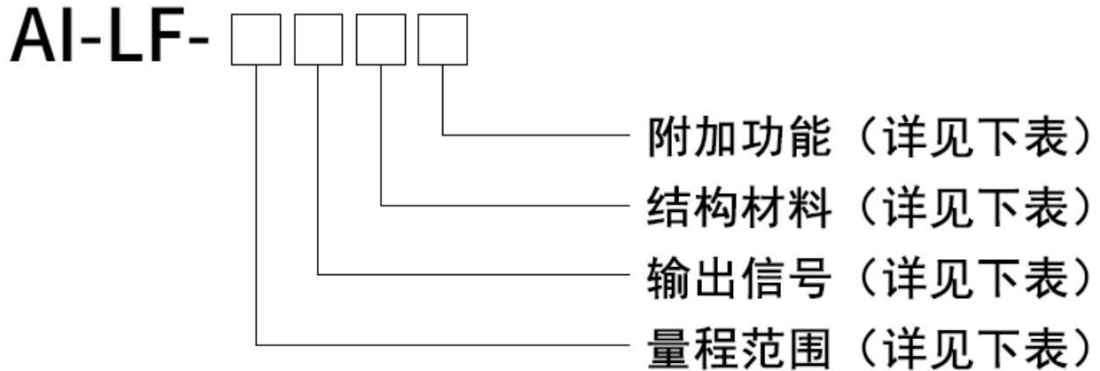 AI-LF-□□□□
附加功能（详见下表）
结构材料（详见下表）
输出信号（详见下表）
量程范围（详见下表）